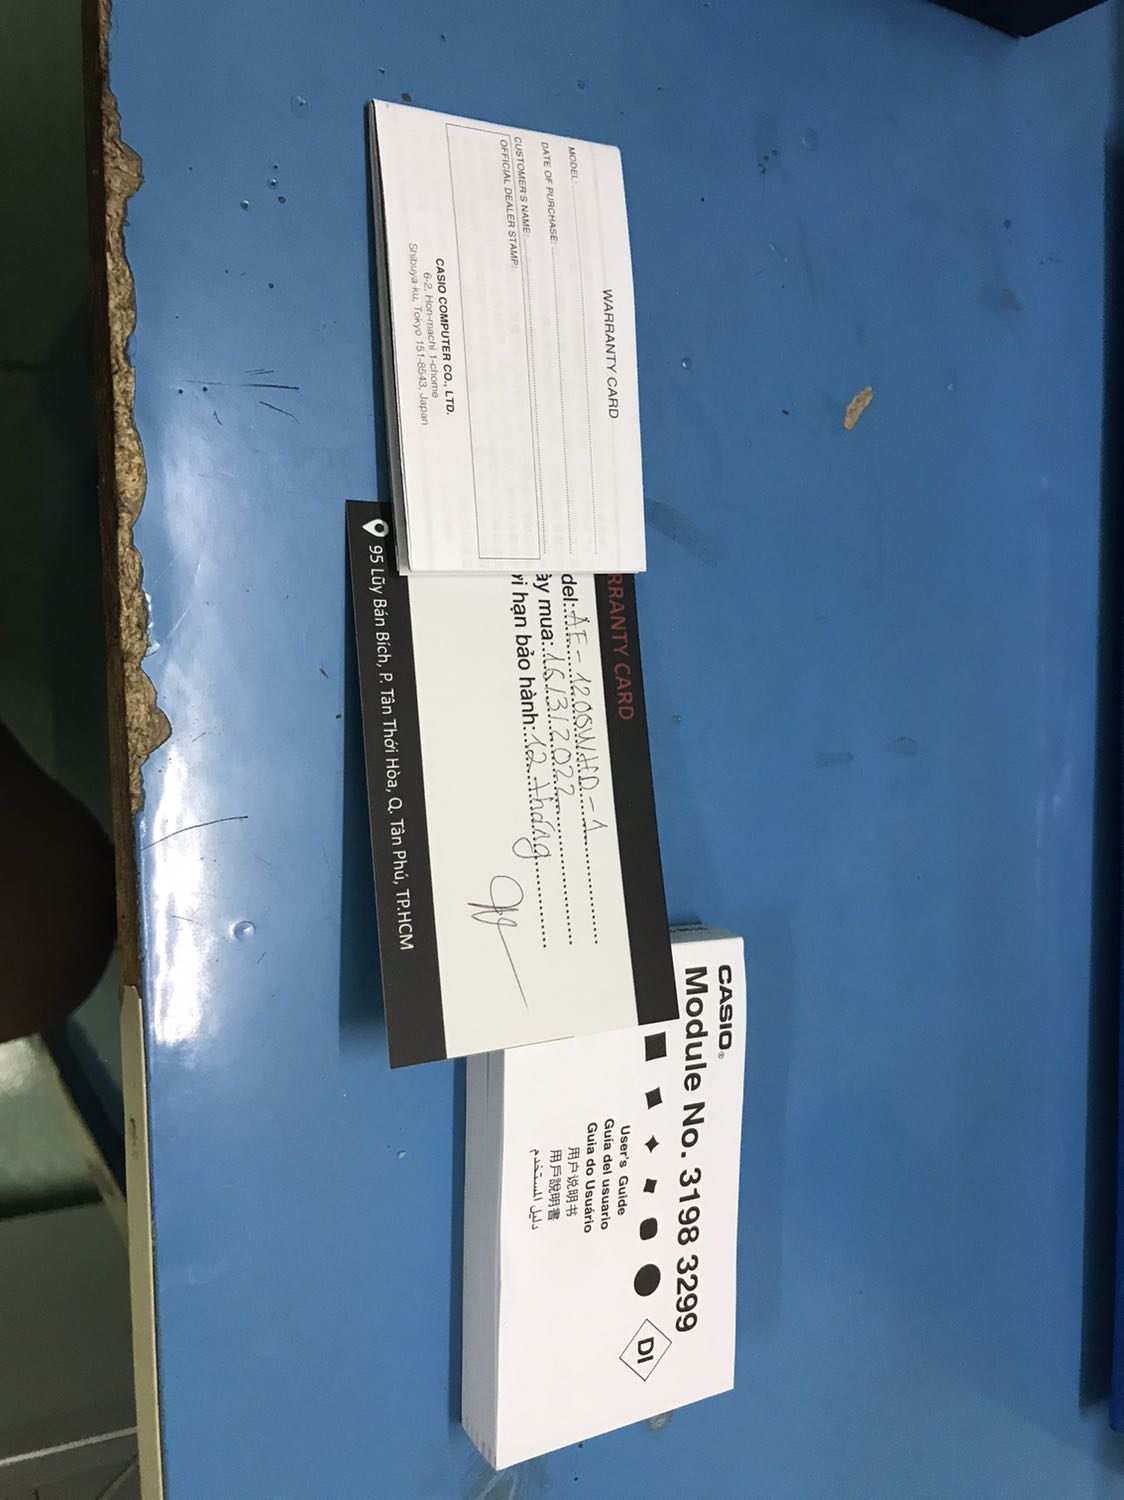 WARRANTY CARD
MODEL:
DATE OF PURCHASE:
CUSTOMER'S NAME:
OFFICIAL DEALER STAMP:
CASIO COMPUTER CO., LTD.
6-2, Hon-machi 1-chome
Shibuya-ku, Tokyo 151-8543, Japan
RRANTY CARD
del: AE-1200WHD-1
ày mua: 16/3/2022
ời hạn bảo hành: 12 tháng
95 Lũy Bán Bích, P. Tân Thới Hòa, Q. Tân Phú, TP.HCM
CASIO®
Module No. 3198 3299
DI
User's Guide
Guía del usuario
Guia do Usuário
用户说明书
用戶說明書
دليل المستخدم